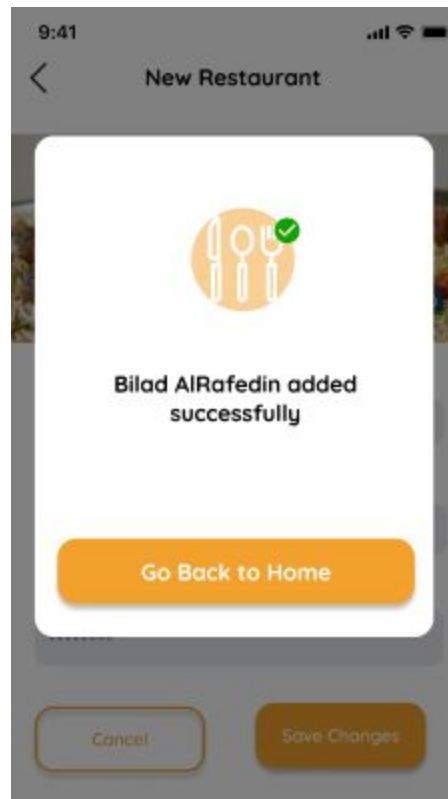 9:41
New Restaurant
Bilad AlRafedin added
successfully
Go Back to Home
Cancel
Save Changes